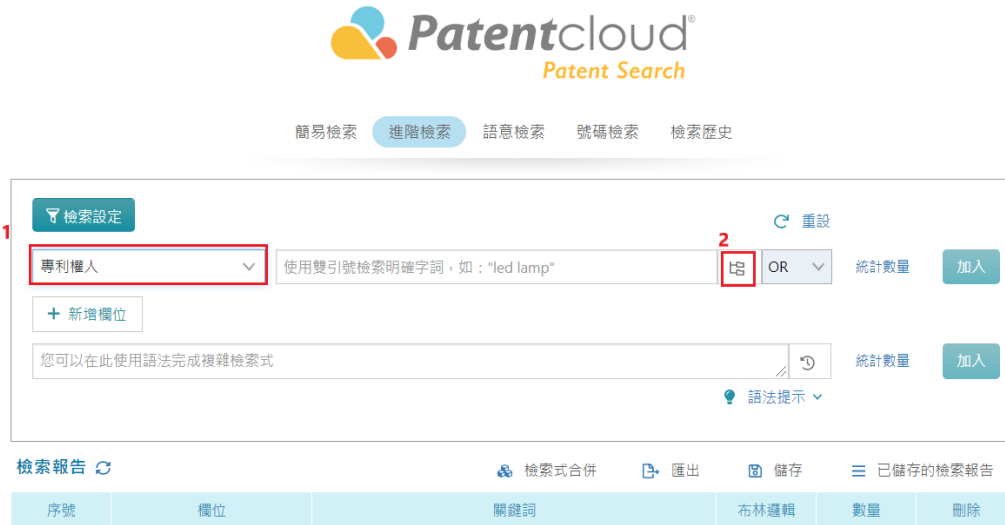 Patentcloud®
Patent Search
簡易檢索 進階檢索 語意檢索 號碼檢索 檢索歷史
檢索設定 重設
1
2
專利權人 使用雙引號檢索明確字詞，如："led lamp" OR 統計數量 加入
+ 新增欄位
您可以在此使用語法完成複雜檢索式 統計數量 加入
語法提示
檢索報告 檢索式合併 匯出 儲存 已儲存的檢索報告
序號 欄位 關鍵詞 布林邏輯 數量 刪除